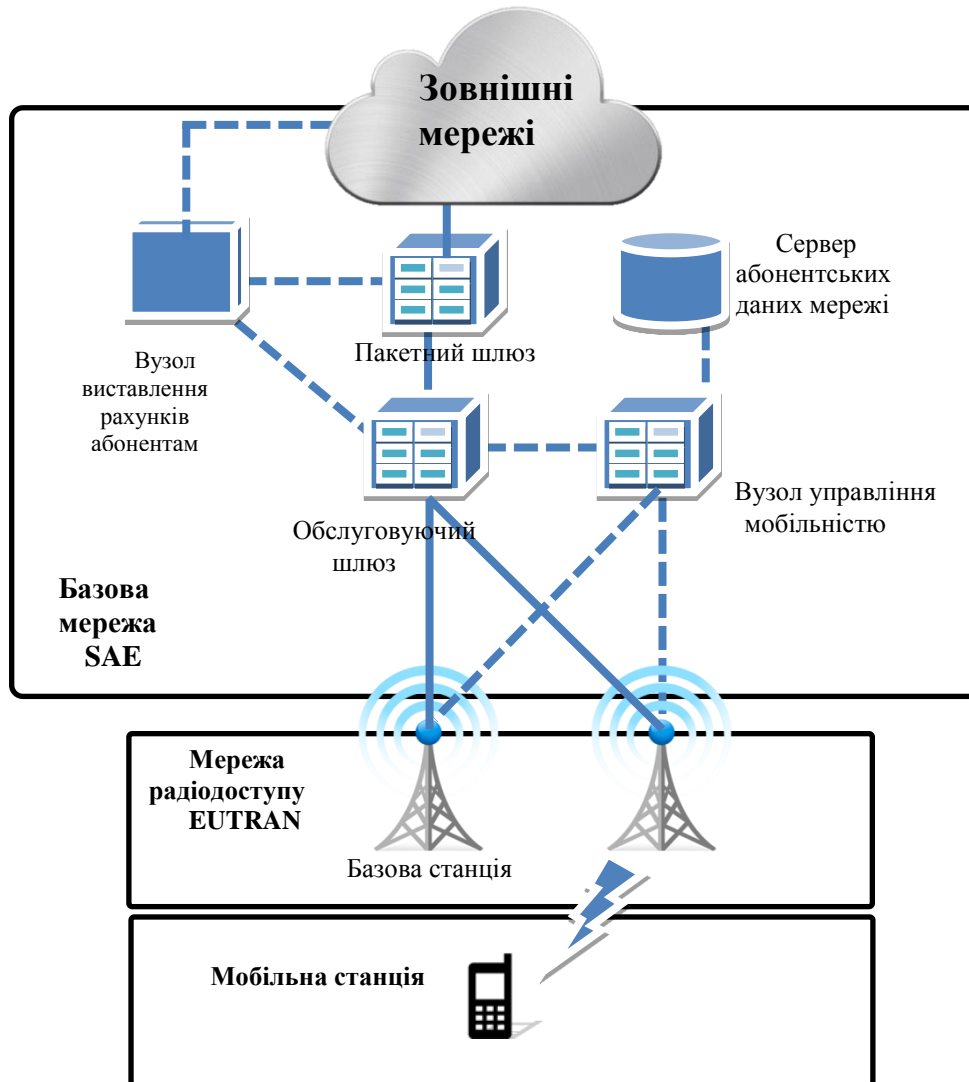 Зовнішні
мережі
Сервер
абонентських
даних мережі
Пакетний шлюз
Вузол
виставлення
рахунків
абонентам
Вузол управління
мобільністю
Обслуговуючий
шлюз
Базова
мережа
SAE
Мережа
радіодоступу
EUTRAN
Базова станція
Мобільна станція